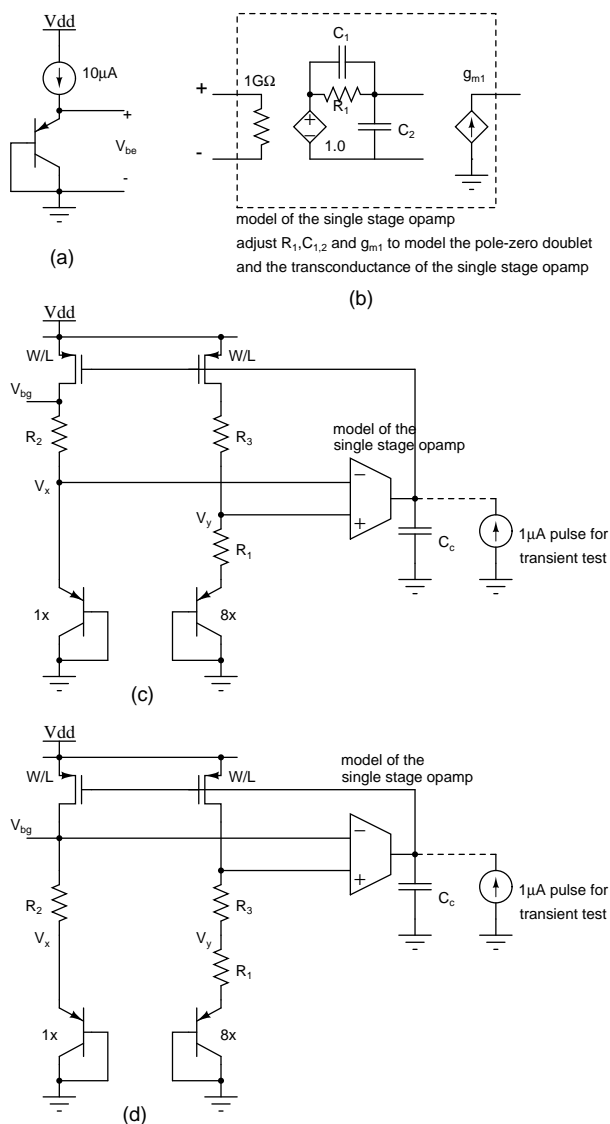 Vdd
10μA
+
Vbe
-
(a)
+
1GΩ
-
C1
R1
+
−
1.0
C2
gm1
model of the single stage opamp
adjust R1,C1,2 and gm1 to model the pole-zero doublet
and the transconductance of the single stage opamp
(b)
Vdd
W/L
W/L
Vbg
R2
R3
model of the
single stage opamp
Vx
−
Vy
+
R1
Cc
1μA pulse for
transient test
1x
8x
(c)
Vdd
W/L
W/L
model of the
single stage opamp
Vbg
−
+
R2
R3
Cc
1μA pulse for
transient test
Vx
Vy
R1
1x
8x
(d)